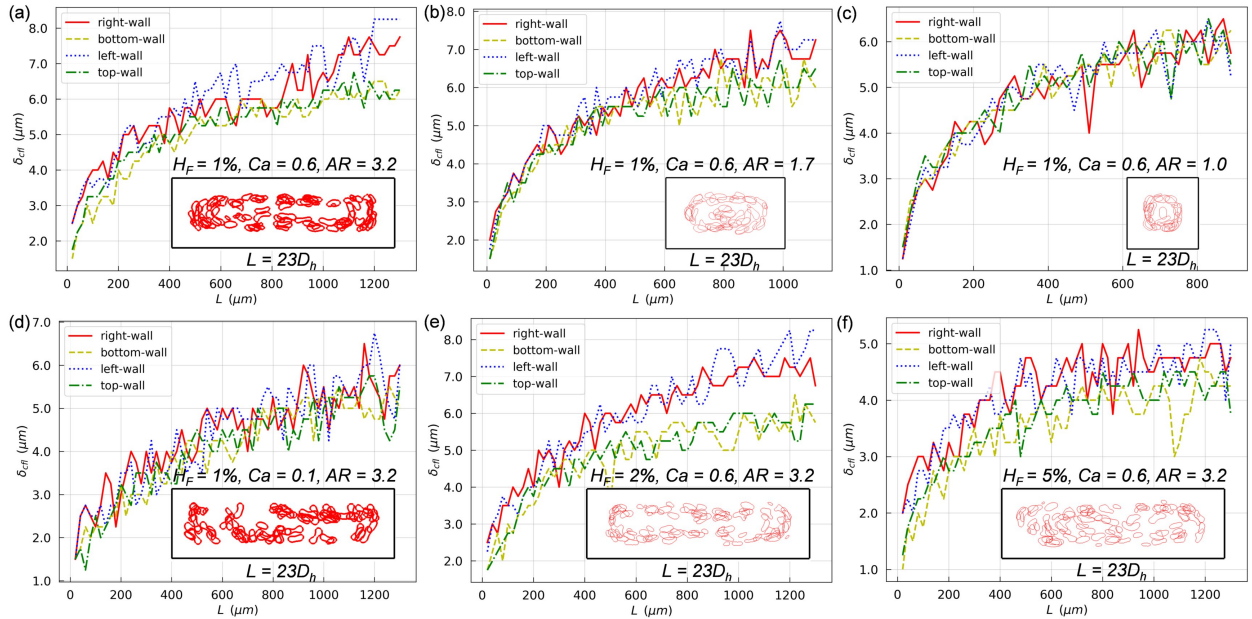 (a)
8.0
7.0
6.0
5.0
4.0
3.0
2.0
δcfl (μm)
right-wall
bottom-wall
left-wall
top-wall
HF = 1%, Ca = 0.6, AR = 3.2
L = 23Dh
0 200 400 600 800 1000 1200
L (μm)
(b)
8.0
7.0
6.0
5.0
4.0
3.0
2.0
δcfl (μm)
right-wall
bottom-wall
left-wall
top-wall
HF = 1%, Ca = 0.6, AR = 1.7
L = 23Dh
0 200 400 600 800 1000
L (μm)
(c)
6.0
5.0
4.0
3.0
2.0
1.0
δcfl (μm)
right-wall
bottom-wall
left-wall
top-wall
HF = 1%, Ca = 0.6, AR = 1.0
L = 23Dh
0 200 400 600 800
L (μm)
(d)
7.0
6.0
5.0
4.0
3.0
2.0
1.0
δcfl (μm)
right-wall
bottom-wall
left-wall
top-wall
HF = 1%, Ca = 0.1, AR = 3.2
L = 23Dh
0 200 400 600 800 1000 1200
L (μm)
(e)
8.0
7.0
6.0
5.0
4.0
3.0
2.0
δcfl (μm)
right-wall
bottom-wall
left-wall
top-wall
HF = 2%, Ca = 0.6, AR = 3.2
L = 23Dh
0 200 400 600 800 1000 1200
L (μm)
(f)
5.0
4.0
3.0
2.0
1.0
δcfl (μm)
right-wall
bottom-wall
left-wall
top-wall
HF = 5%, Ca = 0.6, AR = 3.2
L = 23Dh
0 200 400 600 800 1000 1200
L (μm)